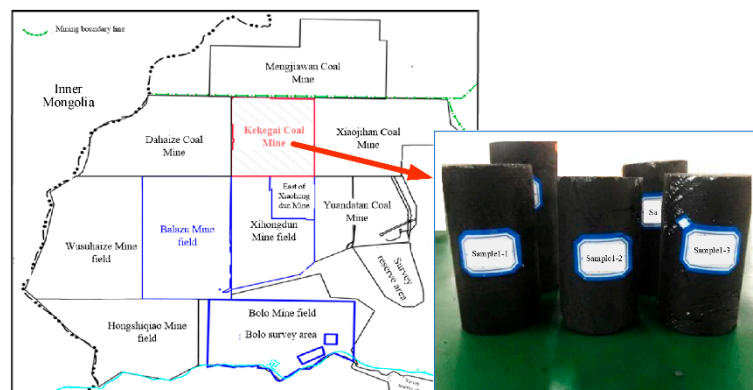 Mining boundary line
Mengjiawan Coal
Mine
Inner
Mongolia
Dahaize Coal
Mine
Kekegai Coal
Mine
Xiaojihan Coal
Mine
East of
Xiaohong
dun Mine
Wusuhaize Mine
field
Balazu Mine
field
Xihongdun
Mine field
Yuandatan Coal
Mine
Survey
reserve area
Hongshiqiao Mine
field
Bolo Mine field
Bolo survey area
Sa
Sample1-1
Sample1-2
Sample1-3